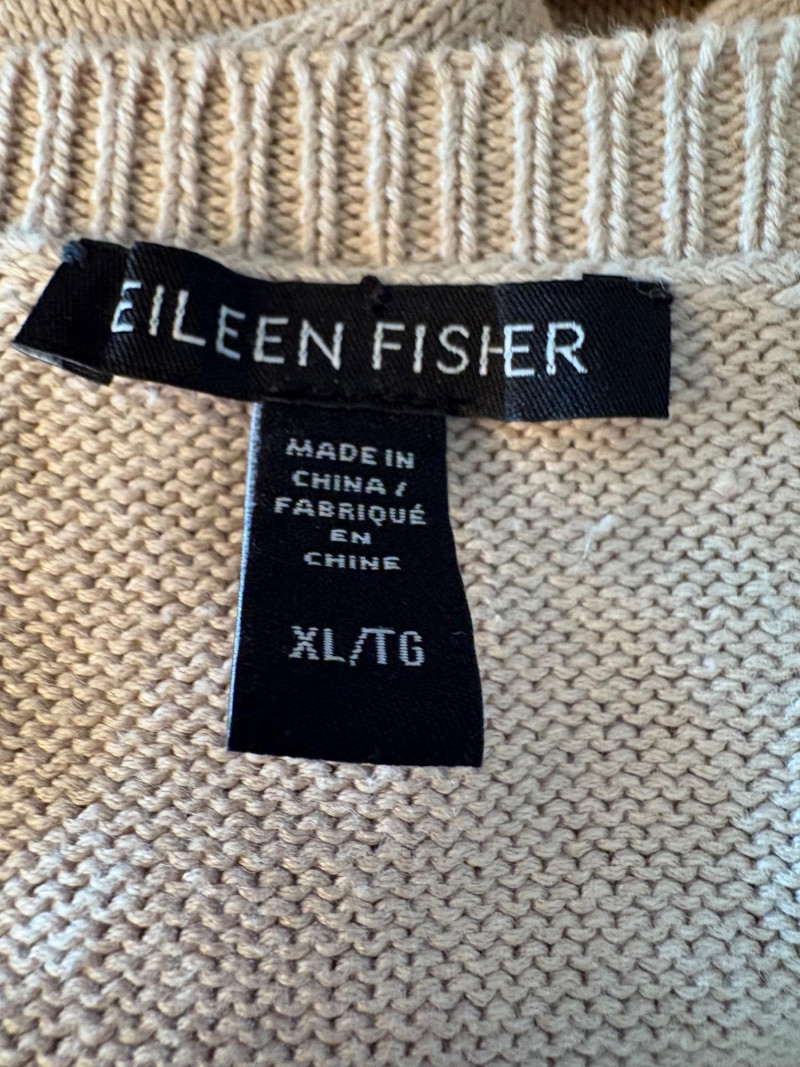 EILEEN FISHER
MADE IN
CHINA /
FABRIQUÉ
EN
CHINE
XL/TG